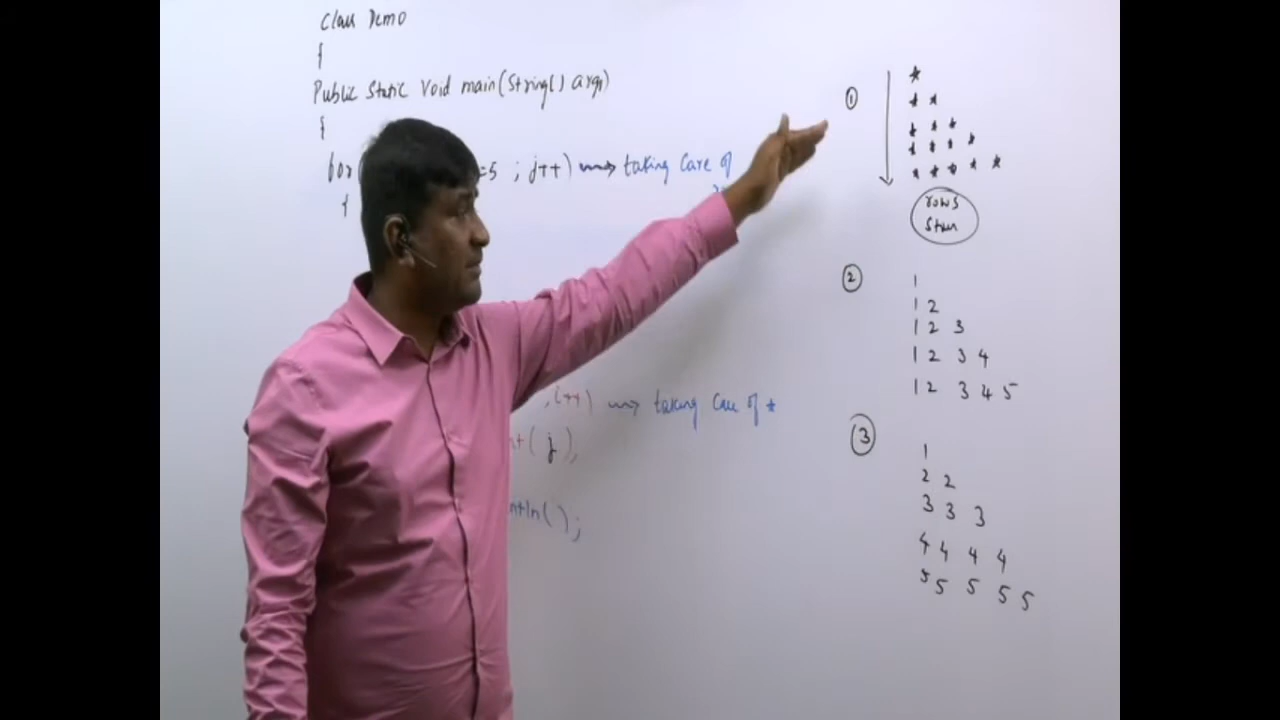 Class Demo
{
Public Static Void main(String[] args)
{
for( =5 ; j++) taking Care of
{
,i++) taking Care of *
nt( j );
ntln( );
①
*
* *
* * *
* * * *
* * * * *
rows
②
1
1 2
1 2 3
1 2 3 4
1 2 3 4 5
③
1
2 2
3 3 3
4 4 4 4
5 5 5 5 5